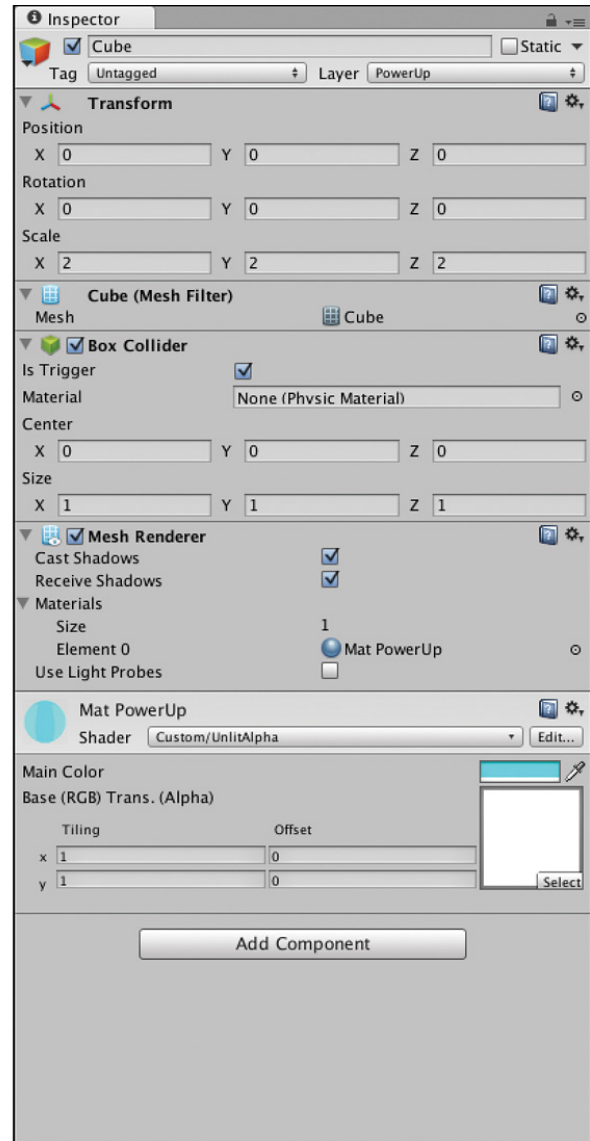 Inspector
Cube Static
Tag Untagged Layer PowerUp
Transform
Position
X 0 Y 0 Z 0
Rotation
X 0 Y 0 Z 0
Scale
X 2 Y 2 Z 2
Cube (Mesh Filter)
Mesh Cube
Box Collider
Is Trigger
Material None (Physic Material)
Center
X 0 Y 0 Z 0
Size
X 1 Y 1 Z 1
Mesh Renderer
Cast Shadows
Receive Shadows
Materials
Size 1
Element 0 Mat PowerUp
Use Light Probes
Mat PowerUp
Shader Custom/UnlitAlpha Edit...
Main Color
Base (RGB) Trans. (Alpha)
Tiling Offset
x 1 0
y 1 0 Select
Add Component